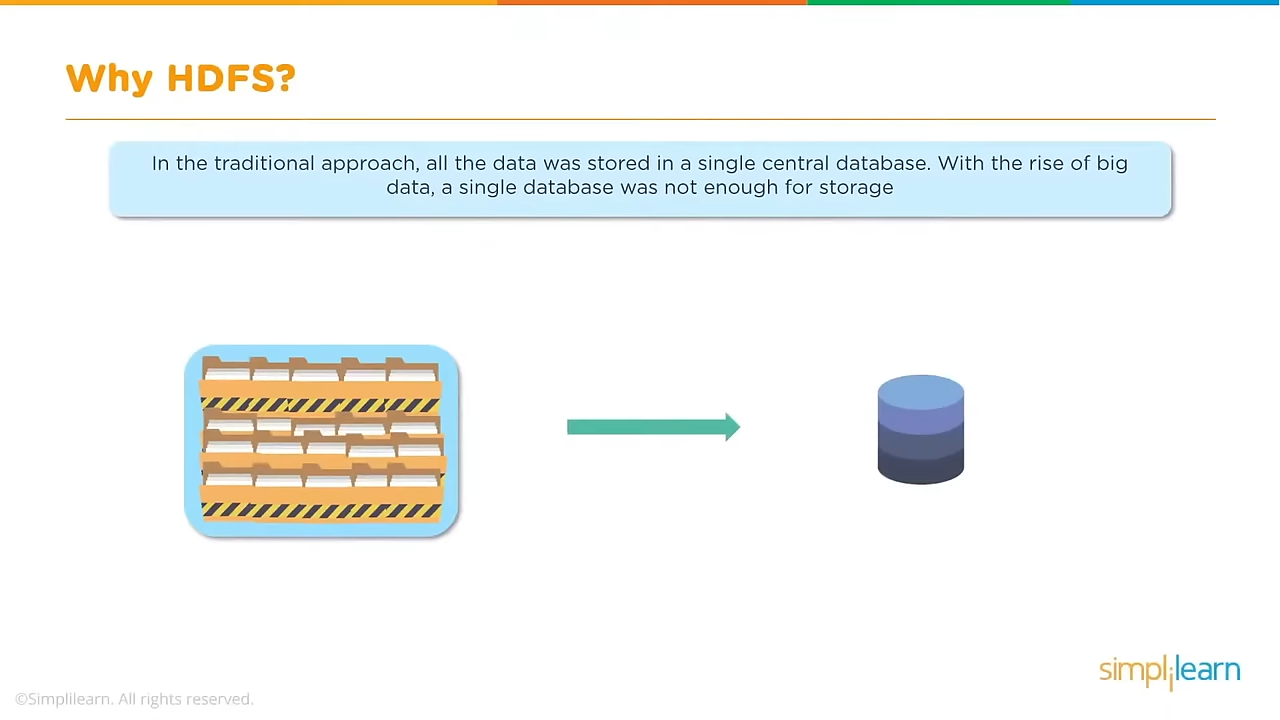 Why HDFS?
In the traditional approach, all the data was stored in a single central database. With the rise of big
data, a single database was not enough for storage
simplilearn
©Simplilearn. All rights reserved.